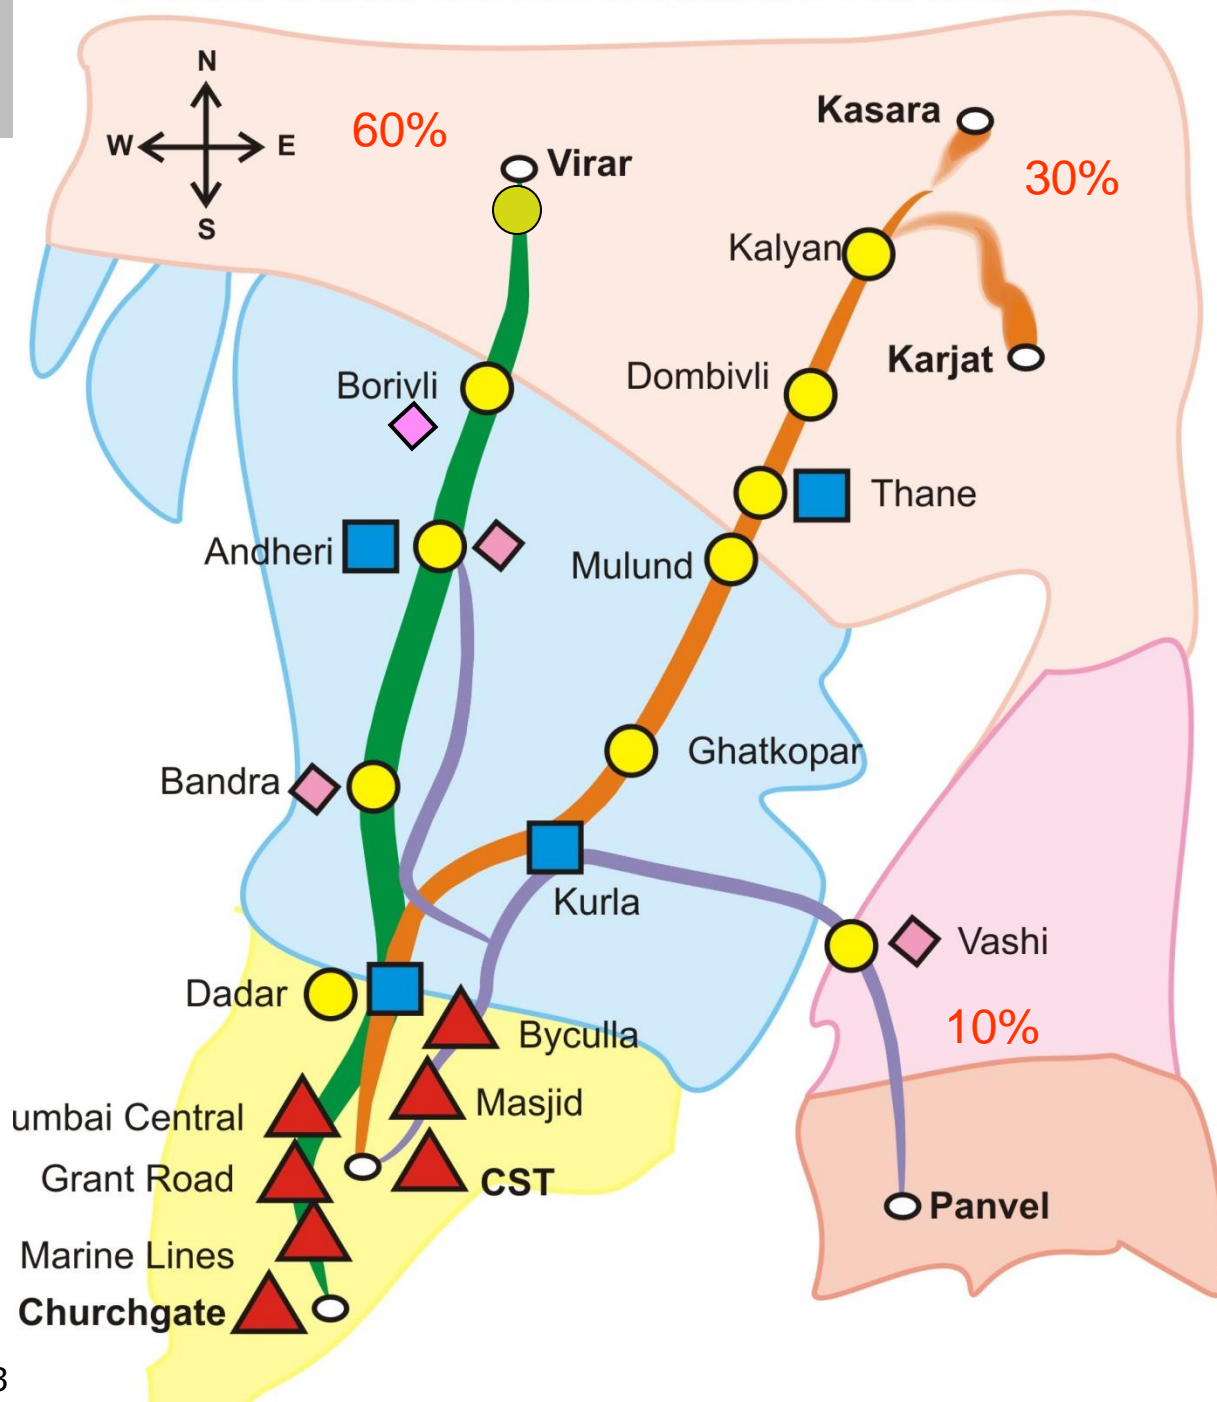 N
W
E
S
60%
Virar
Kasara
30%
Kalyan
Karjat
Dombivli
Borivli
Thane
Andheri
Mulund
Ghatkopar
Bandra
Kurla
Vashi
Dadar
10%
Byculla
Masjid
umbai Central
Grant Road
CST
Panvel
Marine Lines
Churchgate
3